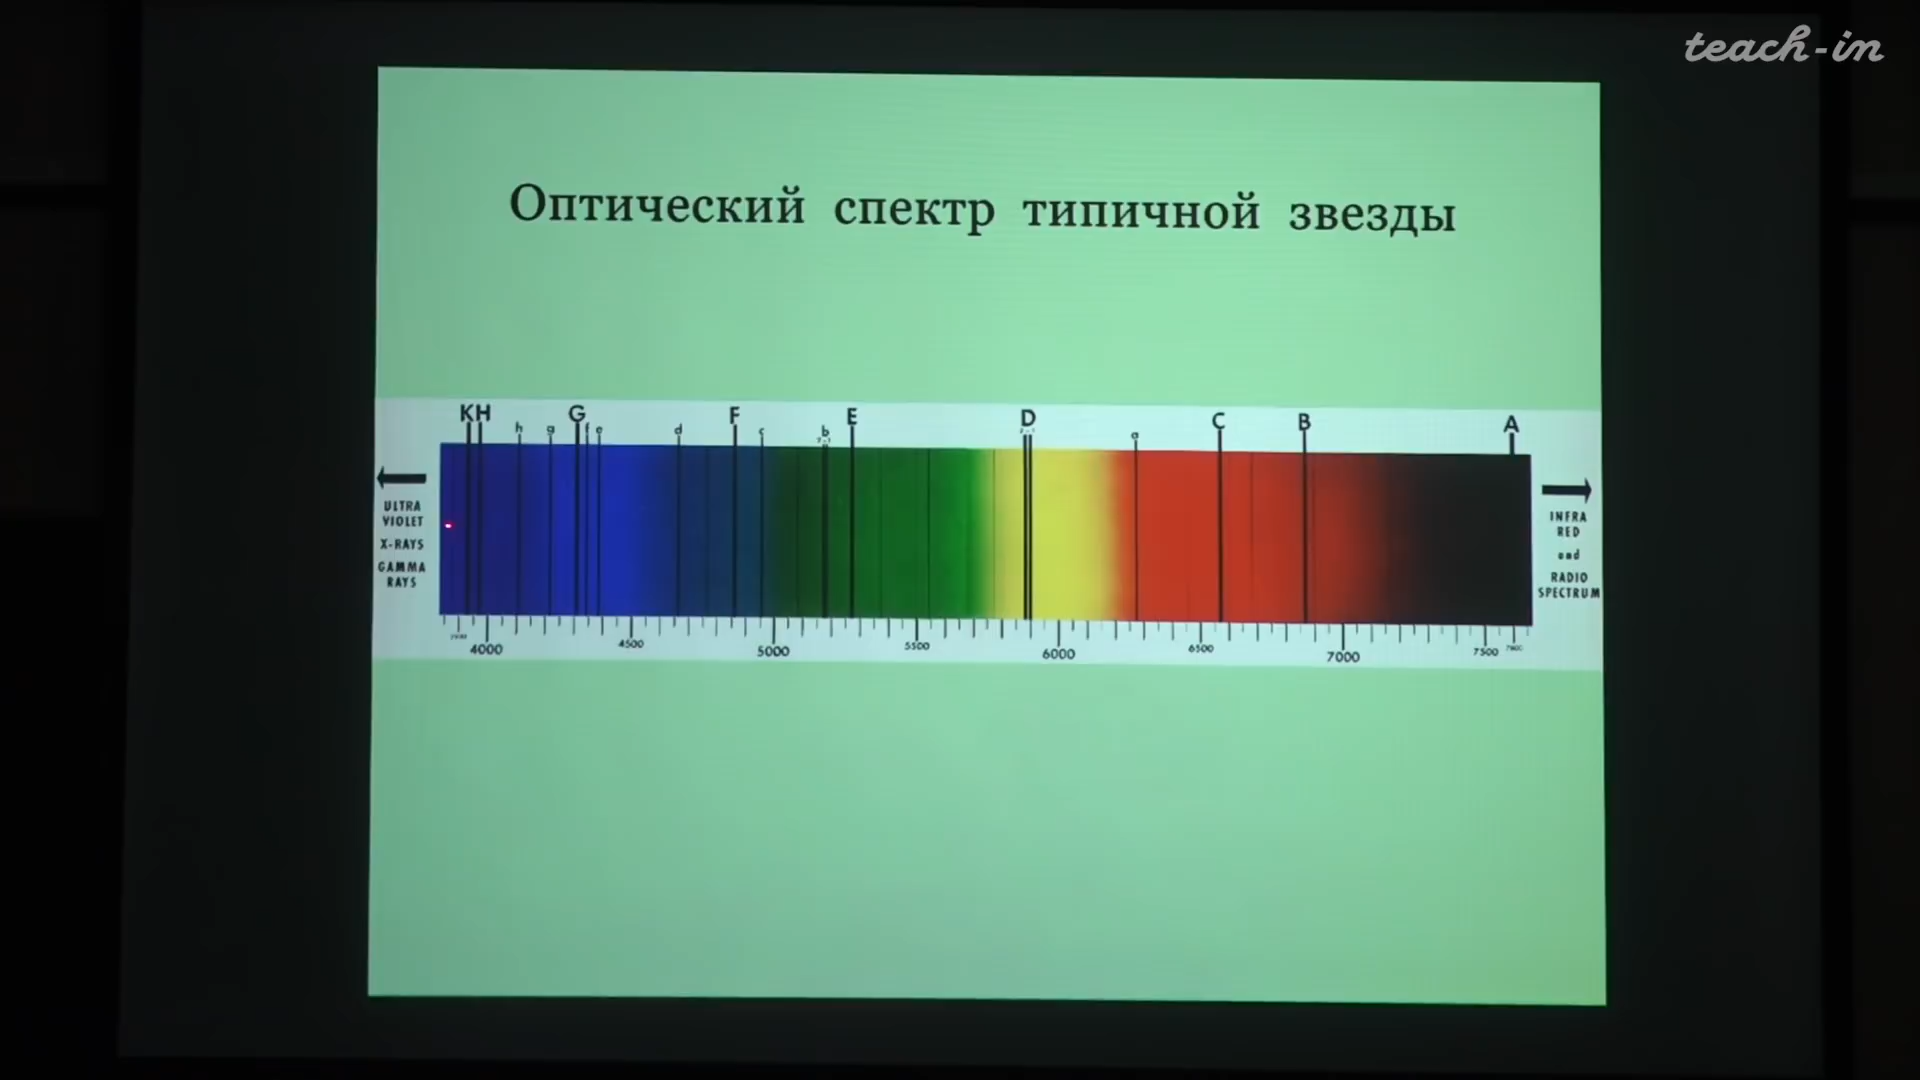 teach-in
Оптический спектр типичной звезды
K H G F E D C B A
h g f e d c b a
ULTRA
VIOLET
X-RAYS
GAMMA
RAYS
INFRA
RED
and
RADIO
SPECTRUM
4000 4500 5000 5500 6000 6500 7000 7500